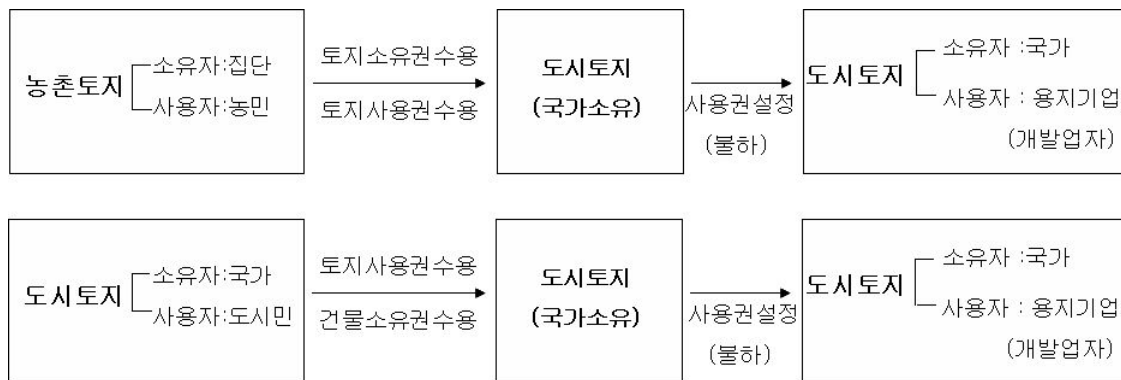 농촌토지
소유자:집단
사용자:농민
토지소유권수용
토지사용권수용
도시토지
(국가소유)
사용권설정
(불하)
도시토지
소유자 :국가
사용자 : 용지기업
(개발업자)
도시토지
소유자:국가
사용자:도시민
토지사용권수용
건물소유권수용
도시토지
(국가소유)
사용권설정
(불하)
도시토지
소유자 :국가
사용자 : 용지기업
(개발업자)